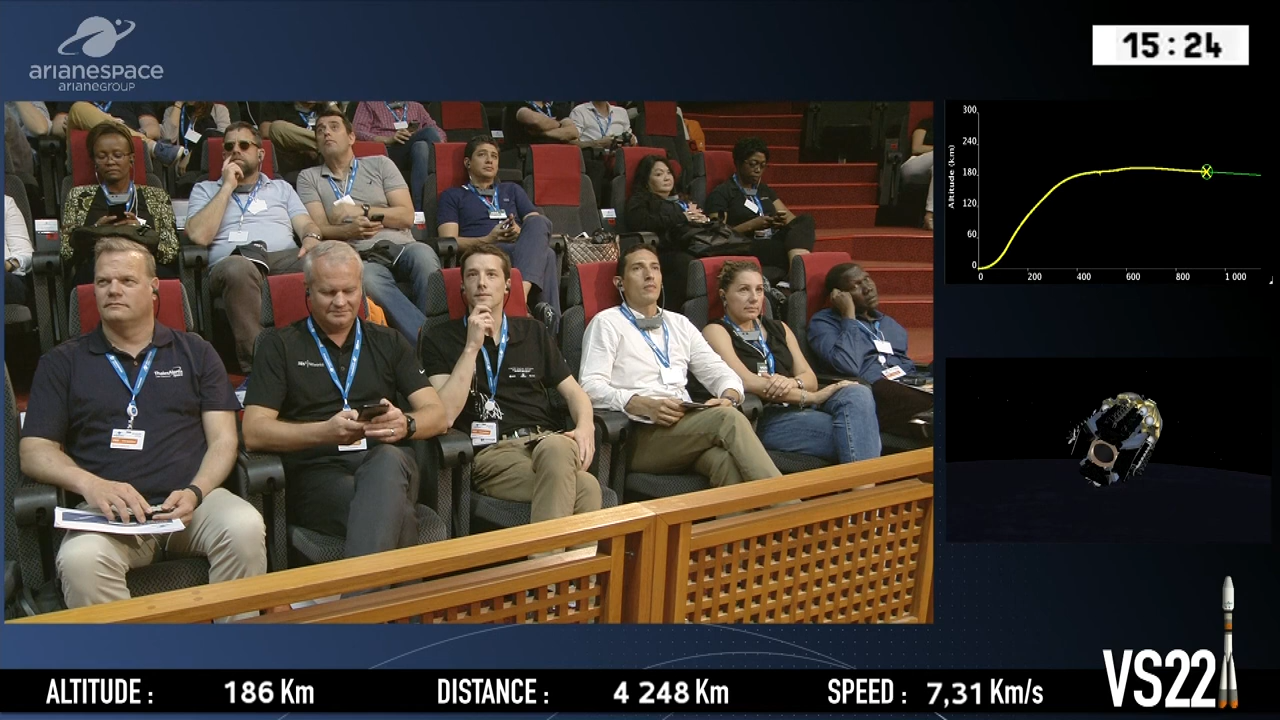 arianespace
arianeGROUP
15:24
Altitude (km)
300
240
180
120
60
0
0
200
400
600
800
1 000
ALTITUDE : 186 Km
DISTANCE : 4 248 Km
SPEED : 7,31 Km/s
VS22